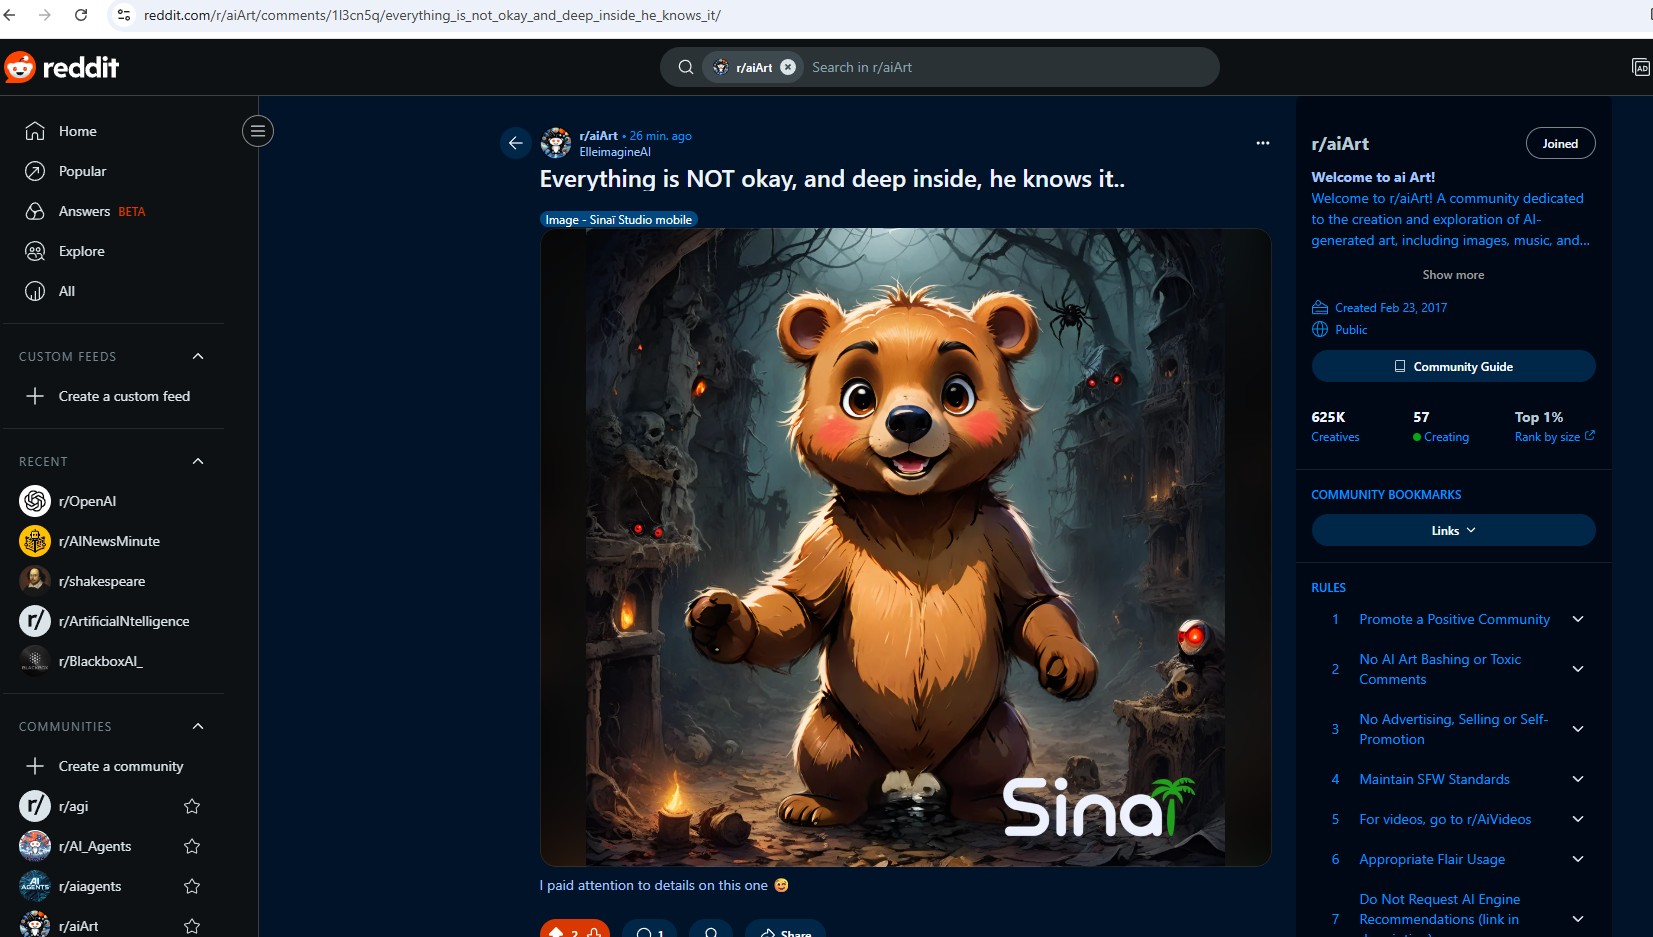 reddit.com/r/aiArt/comments/1l3cn5q/everything_is_not_okay_and_deep_inside_he_knows_it/
reddit
r/aiArt
Search in r/aiArt
AD
Home
Popular
Answers BETA
Explore
All
CUSTOM FEEDS
Create a custom feed
RECENT
r/OpenAI
r/AINewsMinute
r/shakespeare
r/ r/ArtificialNtelligence
BLACKBOX r/BlackboxAI_
COMMUNITIES
Create a community
r/ r/agi
r/AI_Agents
AI AGENTS r/aiagents
r/aiArt
r/aiArt • 26 min. ago
ElleimagineAI
Everything is NOT okay, and deep inside, he knows it..
Image - Sinaï Studio mobile
Sinaï
I paid attention to details on this one
2
1
Share
r/aiArt
Joined
Welcome to ai Art!
Welcome to r/aiArt! A community dedicated
to the creation and exploration of AI-
generated art, including images, music, and...
Show more
Created Feb 23, 2017
Public
Community Guide
625K
Creatives
57
Creating
Top 1%
Rank by size
COMMUNITY BOOKMARKS
Links
RULES
1 Promote a Positive Community
2 No AI Art Bashing or Toxic
Comments
3 No Advertising, Selling or Self-
Promotion
4 Maintain SFW Standards
5 For videos, go to r/AiVideos
6 Appropriate Flair Usage
7 Do Not Request AI Engine
Recommendations (link in